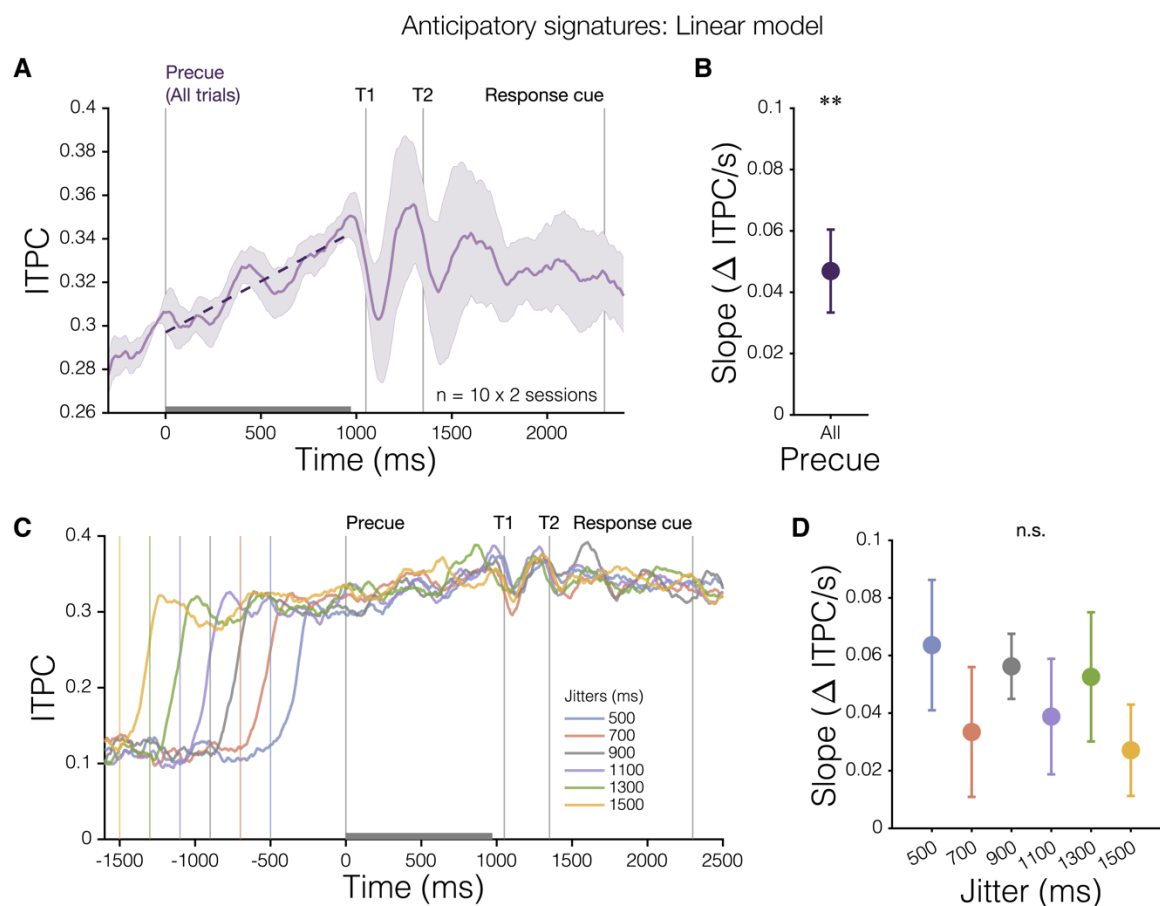 Anticipatory signatures: Linear model
A
Precue
(All trials)
T1
T2
Response cue
0.4
0.38
0.36
0.34
0.32
0.3
0.28
0.26
ITPC
n = 10 x 2 sessions
0
500
1000
1500
2000
Time (ms)
B
**
0.1
0.08
0.06
0.04
0.02
0
Slope (Δ ITPC/s)
All
Precue
C
Precue
T1
T2
Response cue
0.4
0.3
0.4
0.1
0
ITPC
Jitters (ms)
500
700
900
1100
1300
1500
-1500
-1000
-500
0
500
1000
1500
2000
2500
Time (ms)
D
n.s.
0.1
0.08
0.06
0.04
0.02
0
Slope (Δ ITPC/s)
500
700
900
1100
1300
1500
Jitter (ms)